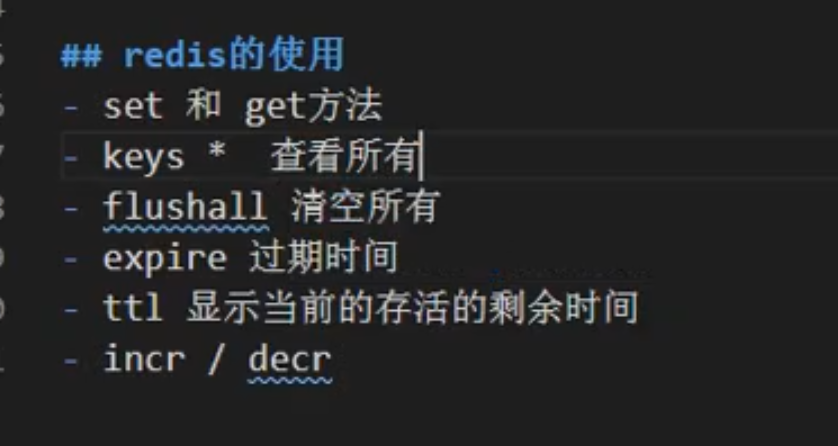 ## redis的使用
- set 和 get方法
- keys *  查看所有
- flushall 清空所有
- expire 过期时间
- ttl 显示当前的存活的剩余时间
- incr / decr